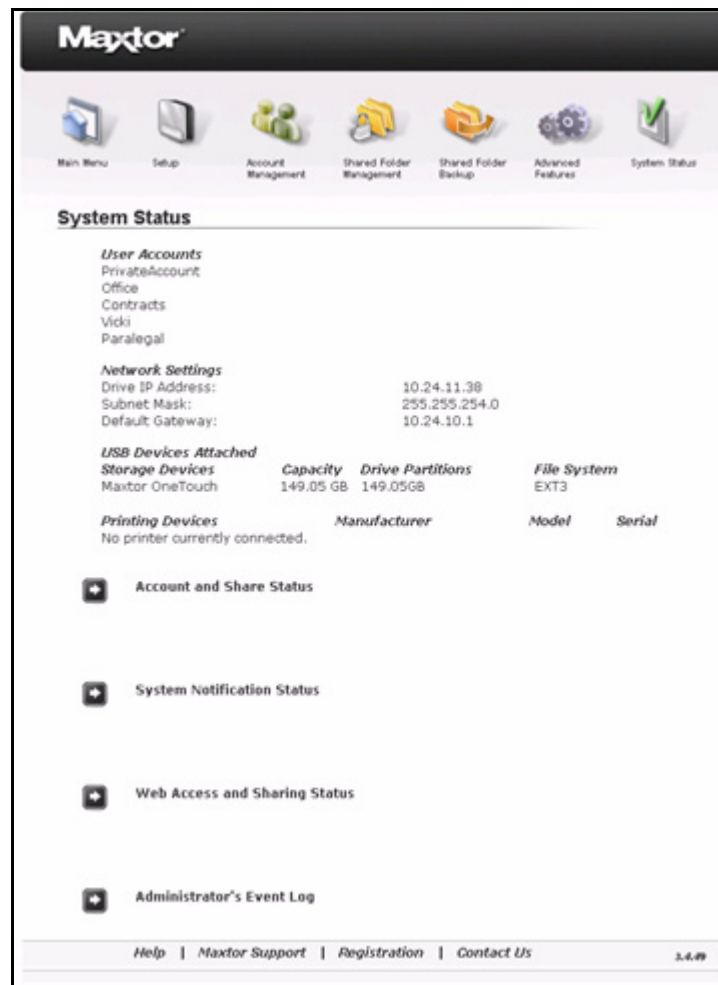 Maxtor
Main Menu
Setup
Account Management
Shared Folder Management
Shared Folder Backup
Advanced Features
System Status
System Status
User Accounts
PrivateAccount
Office
Contracts
Vicki
Paralegal
Network Settings
Drive IP Address: 10.24.11.38
Subnet Mask: 255.255.254.0
Default Gateway: 10.24.10.1
USB Devices Attached
Storage Devices Capacity Drive Partitions File System
Maxtor OneTouch 149.05 GB 149.05GB EXT3
Printing Devices Manufacturer Model Serial
No printer currently connected.
Account and Share Status
System Notification Status
Web Access and Sharing Status
Administrator's Event Log
Help | Maxtor Support | Registration | Contact Us